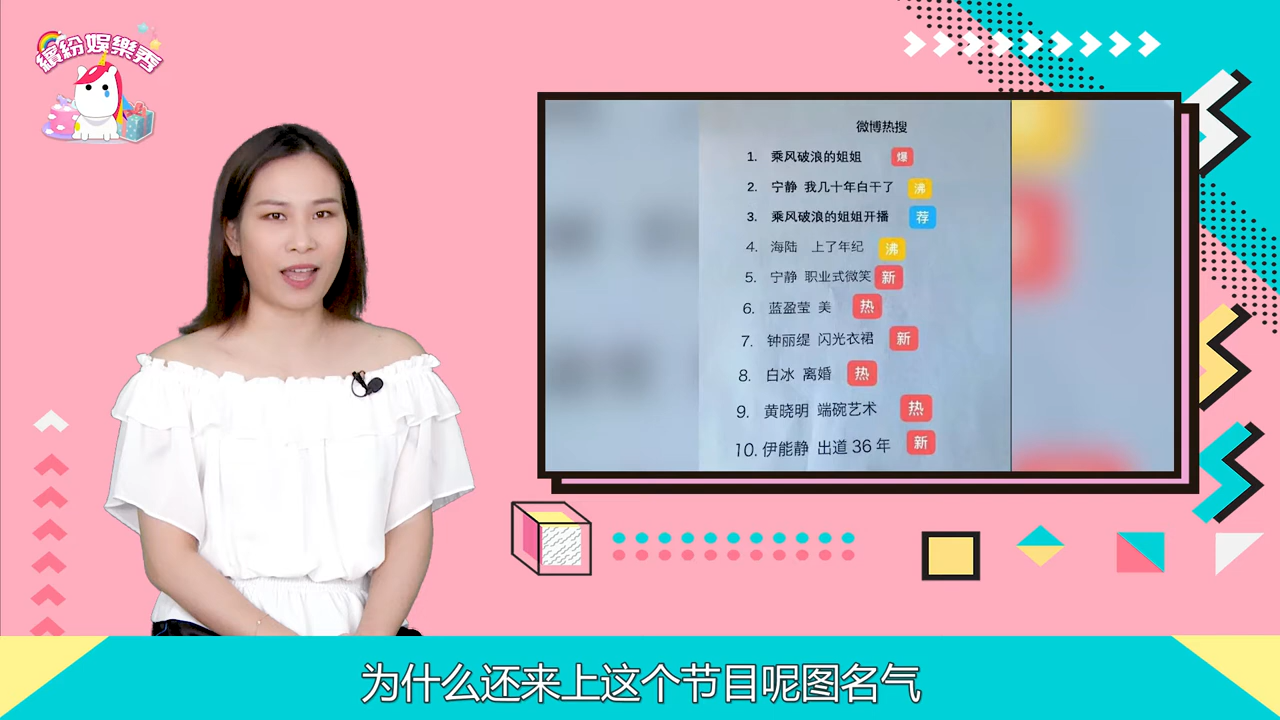 繽紛娛樂秀
微博热搜
1. 乘风破浪的姐姐 爆
2. 宁静 我几十年白干了 沸
3. 乘风破浪的姐姐开播 荐
4. 海陆 上了年纪 沸
5. 宁静 职业式微笑 新
6. 蓝盈莹 美 热
7. 钟丽缇 闪光衣裙 新
8. 白冰 离婚 热
9. 黄晓明 端碗艺术 热
10. 伊能静 出道 36 年 新
为什么还来上这个节目呢图名气